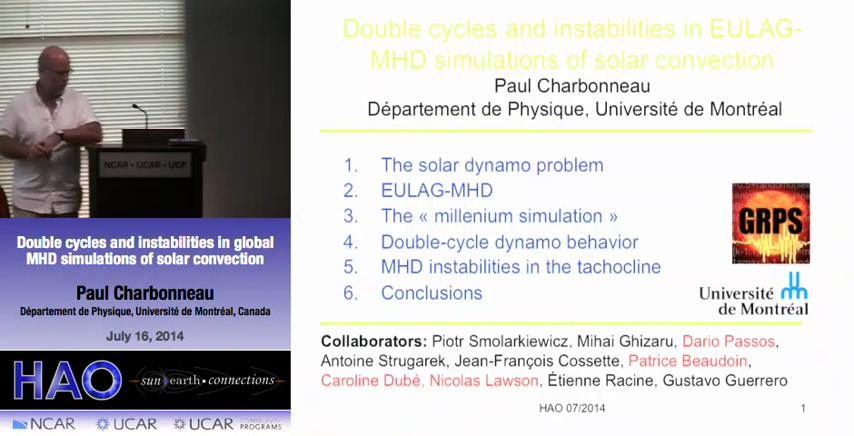 NCAR • UCAR • UCP
Double cycles and instabilities in global
MHD simulations of solar convection
Paul Charbonneau
Département de Physique, Université de Montréal, Canada
July 16, 2014
HAO
sun earth • connections
NCAR
UCAR
UCAR COMMUNITY PROGRAMS
Double cycles and instabilities in EULAG-
MHD simulations of solar convection
Paul Charbonneau
Département de Physique, Université de Montréal
1. The solar dynamo problem
2. EULAG-MHD
3. The « millenium simulation »
4. Double-cycle dynamo behavior
5. MHD instabilities in the tachocline
6. Conclusions
GRPS
Université
de Montréal
Collaborators: Piotr Smolarkiewicz, Mihai Ghizaru, Dario Passos,
Antoine Strugarek, Jean-François Cossette, Patrice Beaudoin,
Caroline Dubé, Nicolas Lawson, Étienne Racine, Gustavo Guerrero
HAO 07/2014
1